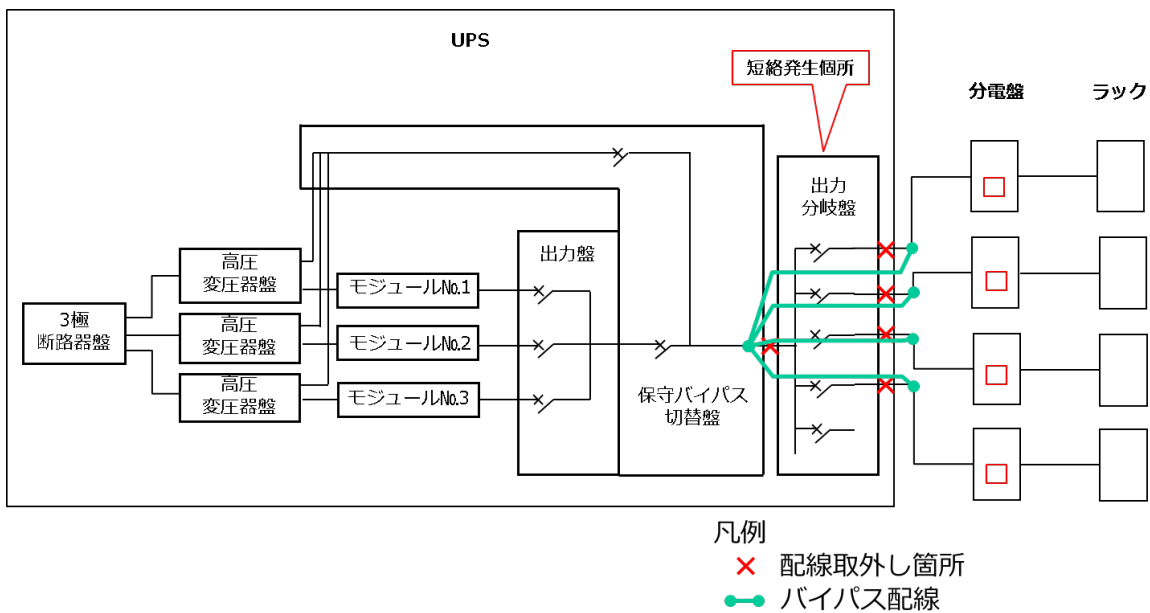 UPS
短絡発生個所
分電盤
ラック
出力
分岐盤
出力盤
高圧
変圧器盤
モジュールNo.1
3極
断路器盤
高圧
変圧器盤
モジュールNo.2
高圧
変圧器盤
モジュールNo.3
保守バイパス
切替盤
凡例
配線取外し箇所
バイパス配線